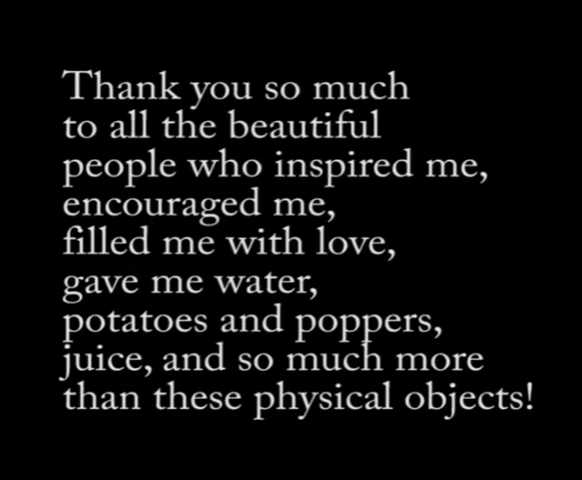 Thank you so much
to all the beautiful
people who inspired me,
encouraged me,
filled me with love,
gave me water,
potatoes and poppers,
juice, and so much more
than these physical objects!